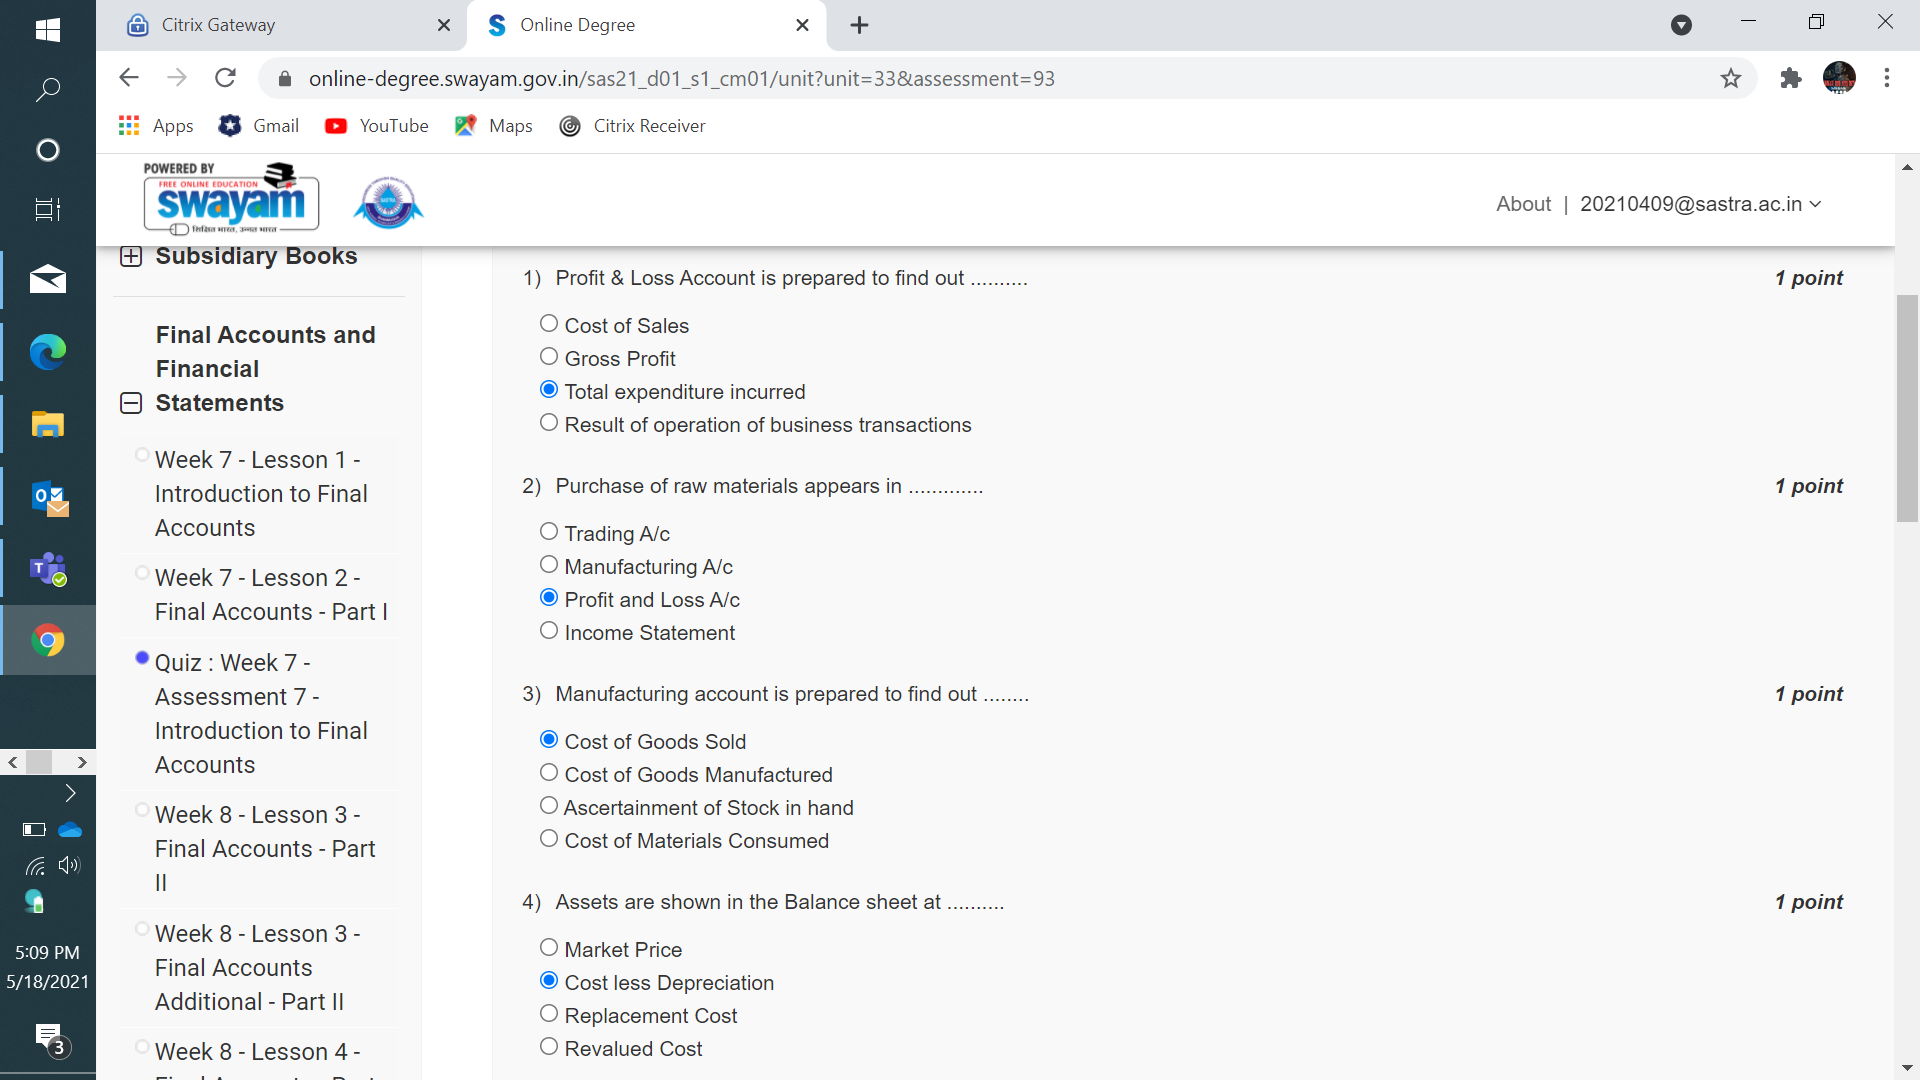 Citrix Gateway
Online Degree
online-degree.swayam.gov.in/sas21_d01_s1_cm01/unit?unit=33&assessment=93
Apps Gmail YouTube Maps Citrix Receiver
POWERED BY
FREE ONLINE EDUCATION
swayam
शिक्षित भारत, उन्नत भारत
About | 20210409@sastra.ac.in
Subsidiary Books
Final Accounts and
Financial
Statements
Week 7 - Lesson 1 -
Introduction to Final
Accounts
Week 7 - Lesson 2 -
Final Accounts - Part I
Quiz : Week 7 -
Assessment 7 -
Introduction to Final
Accounts
Week 8 - Lesson 3 -
Final Accounts - Part
II
Week 8 - Lesson 3 -
Final Accounts
Additional - Part II
Week 8 - Lesson 4 -
1) Profit & Loss Account is prepared to find out .......... 1 point
Cost of Sales
Gross Profit
Total expenditure incurred
Result of operation of business transactions
2) Purchase of raw materials appears in ............. 1 point
Trading A/c
Manufacturing A/c
Profit and Loss A/c
Income Statement
3) Manufacturing account is prepared to find out ........ 1 point
Cost of Goods Sold
Cost of Goods Manufactured
Ascertainment of Stock in hand
Cost of Materials Consumed
4) Assets are shown in the Balance sheet at .......... 1 point
Market Price
Cost less Depreciation
Replacement Cost
Revalued Cost
5:09 PM
5/18/2021
3